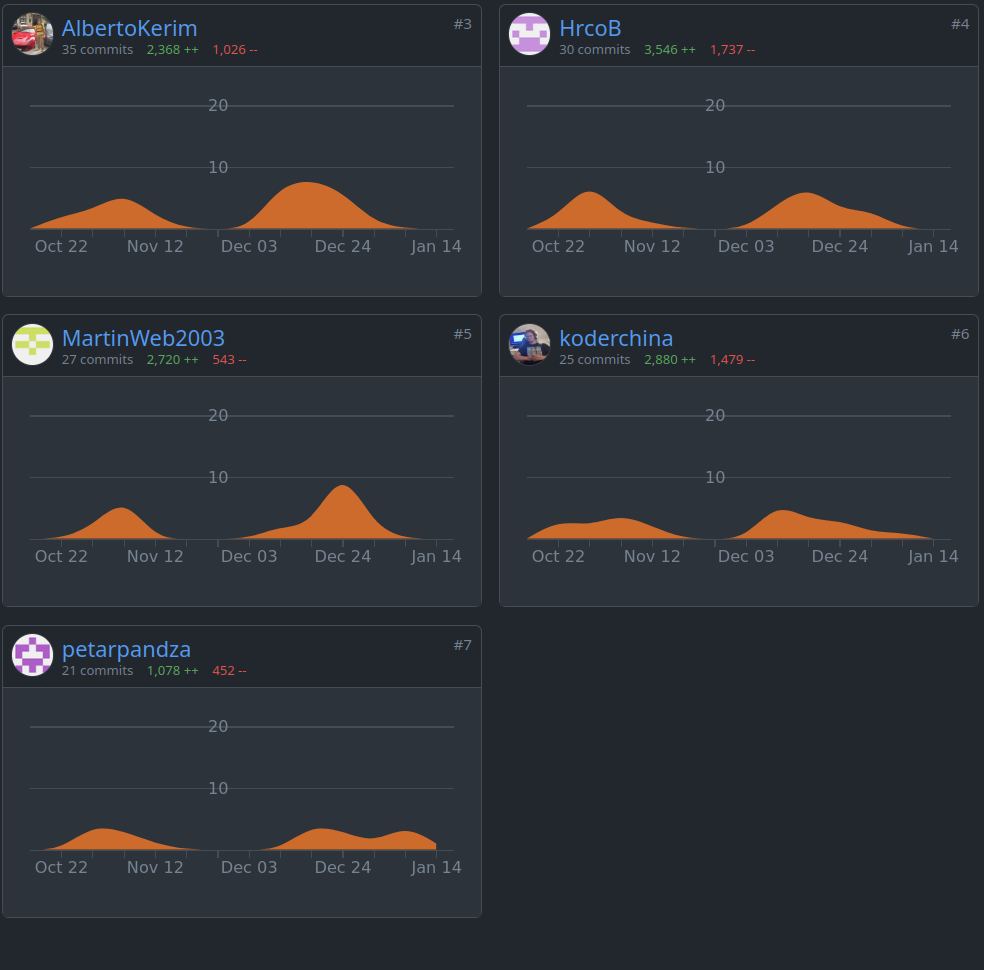 AlbertoKerim
#3
35 commits 2,368 ++ 1,026 --
20
10
Oct 22 Nov 12 Dec 03 Dec 24 Jan 14
HrcoB
#4
30 commits 3,546 ++ 1,737 --
20
10
Oct 22 Nov 12 Dec 03 Dec 24 Jan 14
MartinWeb2003
#5
27 commits 2,720 ++ 543 --
20
10
Oct 22 Nov 12 Dec 03 Dec 24 Jan 14
koderchina
#6
25 commits 2,880 ++ 1,479 --
20
10
Oct 22 Nov 12 Dec 03 Dec 24 Jan 14
petarpandza
#7
21 commits 1,078 ++ 452 --
20
10
Oct 22 Nov 12 Dec 03 Dec 24 Jan 14